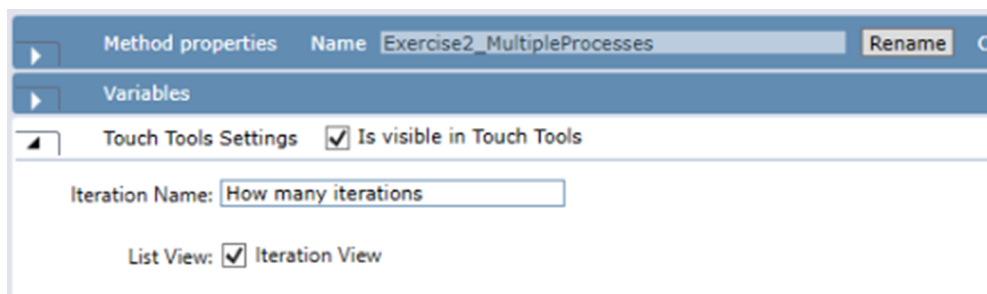 Method properties Name Exercise2_MultipleProcesses Rename
Variables
Touch Tools Settings Is visible in Touch Tools
Iteration Name: How many iterations
List View: Iteration View